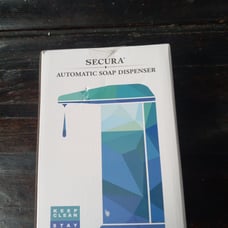 SECURA
AUTOMATIC SOAP DISPENSER
KEEP
CLEAN
STAY